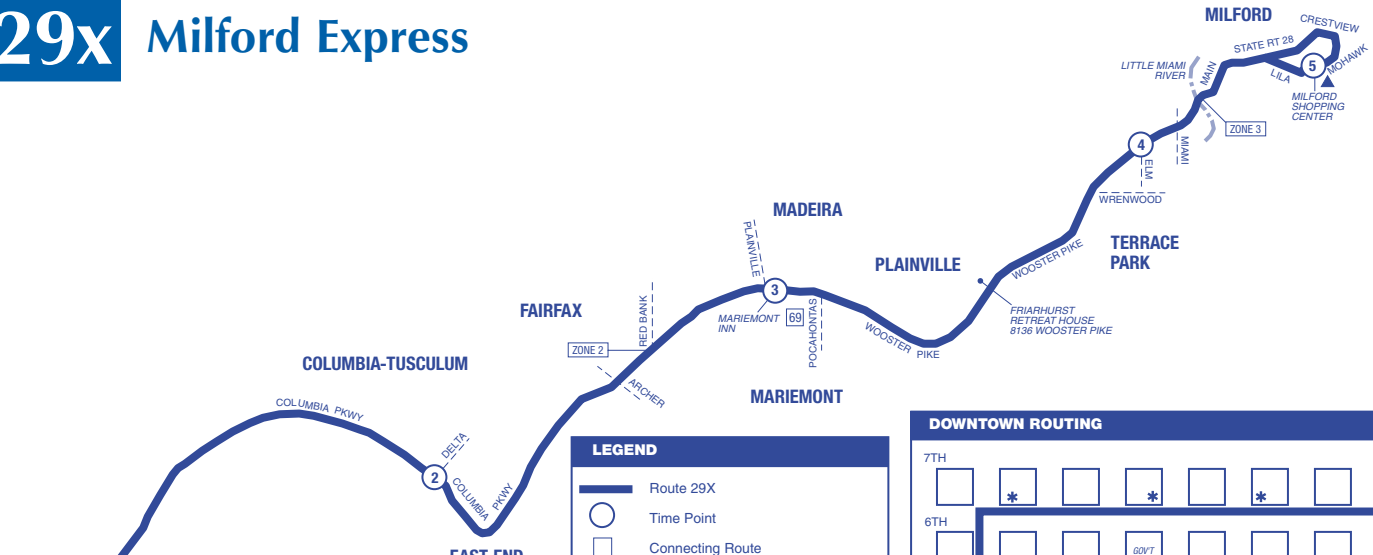 29x Milford Express
MILFORD
CRESTVIEW
STATE RT 28
LITTLE MIAMI
RIVER
MAIN
LILA
5
MOHAWK
MILFORD
SHOPPING
CENTER
ZONE 3
4
MIAMI
ELM
WRENWOOD
MADEIRA
PLAINVILLE
TERRACE
PARK
PLAINVILLE
WOOSTER PIKE
FAIRFAX
RED BANK
3
MARIEMONT
INN
69
POCAHONTAS
FRIARHURST
RETREAT HOUSE
8136 WOOSTER PIKE
WOOSTER PIKE
ZONE 2
COLUMBIA-TUSCULUM
ARCHER
MARIEMONT
COLUMBIA PKWY
DELTA
2
COLUMBIA PKWY
EAST END
LEGEND
Route 29X
Time Point
Connecting Route
DOWNTOWN ROUTING
7TH
*
*
*
6TH
GOV'T